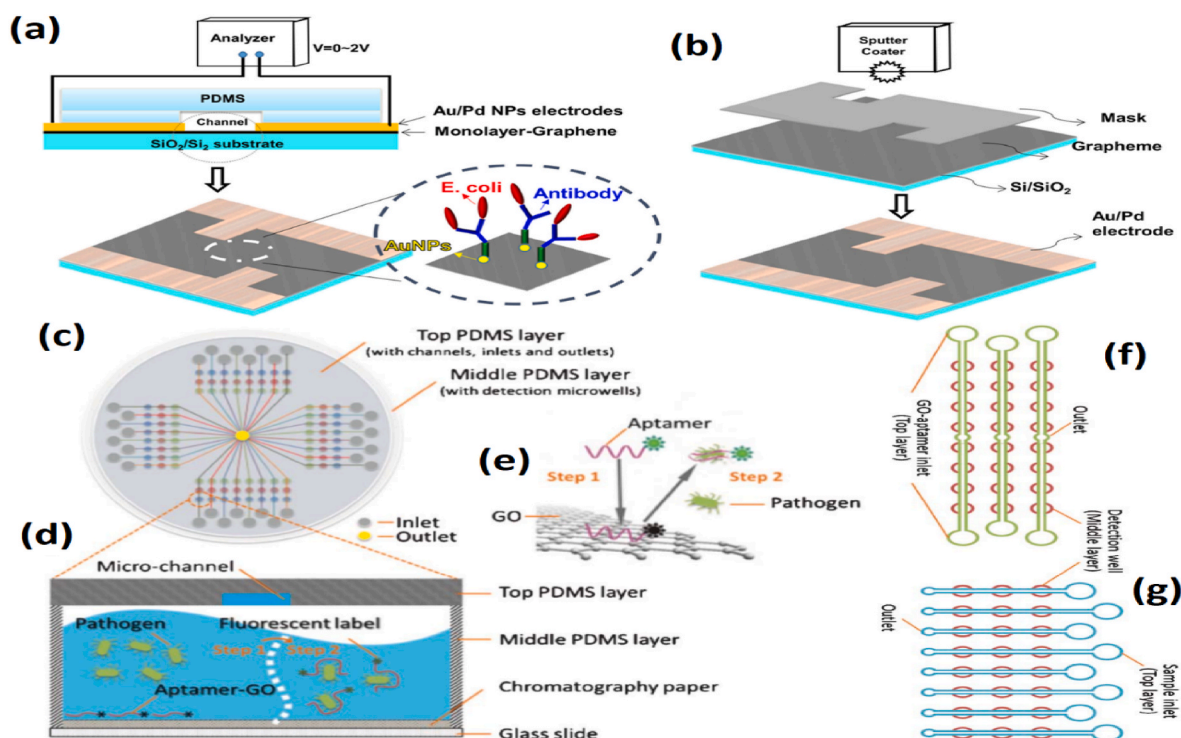 (a)
Analyzer
V=0~2V
PDMS
Channel
Au/Pd NPs electrodes
Monolayer-Graphene
SiO₂/Si₂ substrate
E. coli
Antibody
AuNPs
(b)
Sputter
Coater
Mask
Grapheme
Si/SiO₂
Au/Pd
electrode
(c)
Top PDMS layer
(with channels, inlets and outlets)
Middle PDMS layer
(with detection microwells)
Inlet
Outlet
(d)
Micro-channel
Top PDMS layer
Pathogen
Fluorescent label
Step 1
Step 2
Middle PDMS layer
Aptamer-GO
Chromatography paper
Glass slide
(e)
Aptamer
Step 1
Step 2
GO
Pathogen
(f)
GO-aptamer inlet
(Top layer)
Outlet
Detection well
(Middle layer)
(g)
Outlet
Sample inlet
(Top layer)